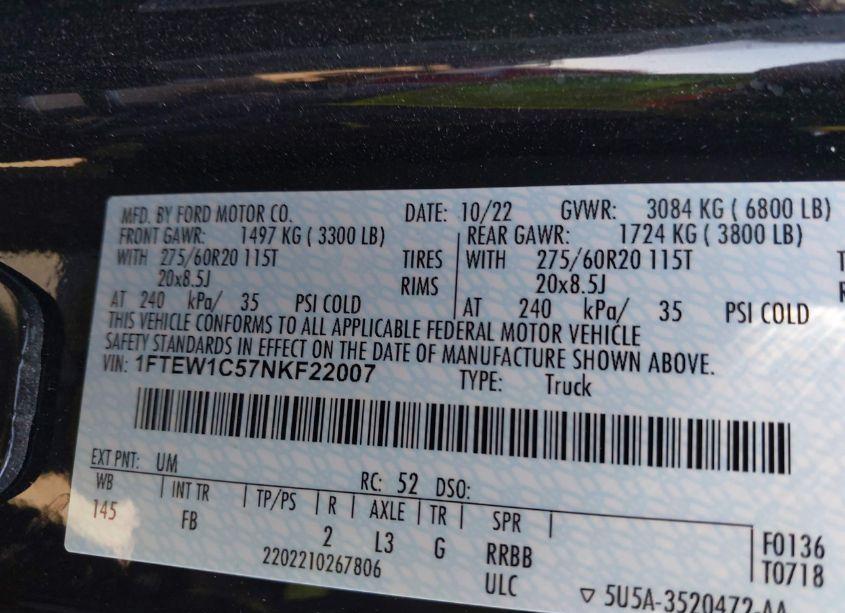 MFD. BY FORD MOTOR CO. DATE: 10/22 GVWR: 3084 KG ( 6800 LB)
FRONT GAWR: 1497 KG ( 3300 LB) REAR GAWR: 1724 KG ( 3800 LB)
WITH 275/60R20 115T TIRES WITH 275/60R20 115T
20x8.5J RIMS 20x8.5J
AT 240 kPa/ 35 PSI COLD AT 240 kPa/ 35 PSI COLD
THIS VEHICLE CONFORMS TO ALL APPLICABLE FEDERAL MOTOR VEHICLE
SAFETY STANDARDS IN EFFECT ON THE DATE OF MANUFACTURE SHOWN ABOVE.
VIN: 1FTEW1C57NKF22007 TYPE: Truck
EXT PNT: UM RC: 52 DSO:
WB INT TR TP/PS R AXLE TR SPR
145 FB 2 L3 G RRBB F0136
2202210267806 ULC T0718
▽ 5U5A-3520472-AA